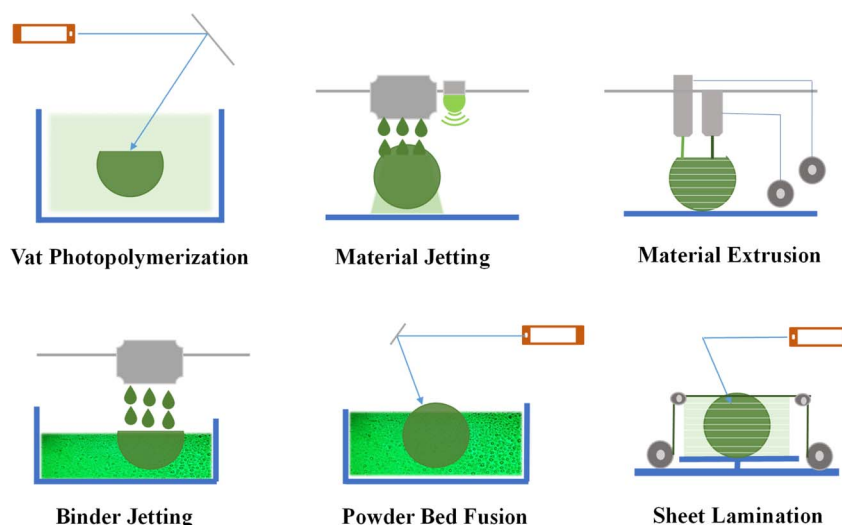 Vat Photopolymerization
Material Jetting
Material Extrusion
Binder Jetting
Powder Bed Fusion
Sheet Lamination